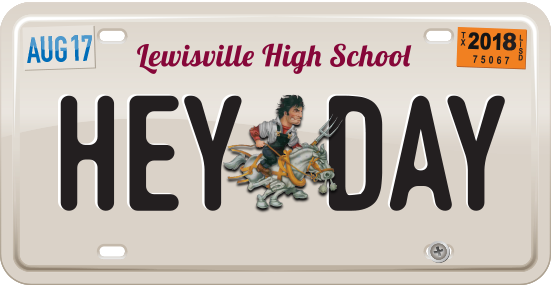 AUG 17
Lewisville High School
TX 2018 LISD
75067
HEY DAY